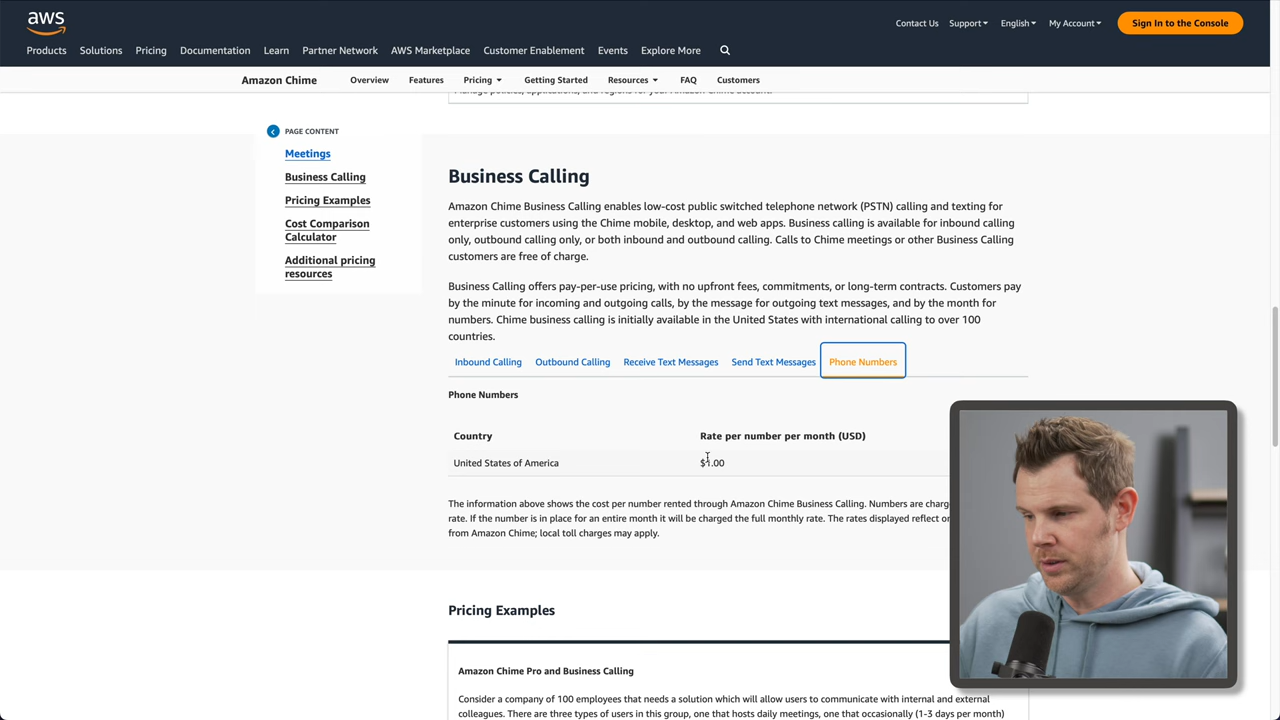 aws
Contact Us Support English My Account Sign In to the Console
Products Solutions Pricing Documentation Learn Partner Network AWS Marketplace Customer Enablement Events Explore More
Amazon Chime Overview Features Pricing Getting Started Resources FAQ Customers
PAGE CONTENT
Meetings
Business Calling
Pricing Examples
Cost Comparison
Calculator
Additional pricing
resources
Business Calling
Amazon Chime Business Calling enables low-cost public switched telephone network (PSTN) calling and texting for
enterprise customers using the Chime mobile, desktop, and web apps. Business calling is available for inbound calling
only, outbound calling only, or both inbound and outbound calling. Calls to Chime meetings or other Business Calling
customers are free of charge.
Business Calling offers pay-per-use pricing, with no upfront fees, commitments, or long-term contracts. Customers pay
by the minute for incoming and outgoing calls, by the message for outgoing text messages, and by the month for
numbers. Chime business calling is initially available in the United States with international calling to over 100
countries.
Inbound Calling Outbound Calling Receive Text Messages Send Text Messages Phone Numbers
Phone Numbers
Country Rate per number per month (USD)
United States of America $1.00
The information above shows the cost per number rented through Amazon Chime Business Calling. Numbers are
rate. If the number is in place for an entire month it will be charged the full monthly rate. The rates displayed reflect
from Amazon Chime; local toll charges may apply.
Pricing Examples
Amazon Chime Pro and Business Calling
Consider a company of 100 employees that needs a solution which will allow users to communicate with internal and external
colleagues. There are three types of users in this group, one that hosts daily meetings, one that occasionally (1-3 days per month)